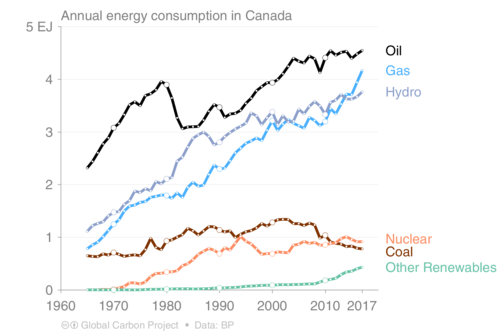 Annual energy consumption in Canada
5 EJ
Oil
4
Gas
Hydro
3
2
1
Nuclear
Coal
Other Renewables
0
1960 1970 1980 1990 2000 2010 2017
Global Carbon Project • Data: BP